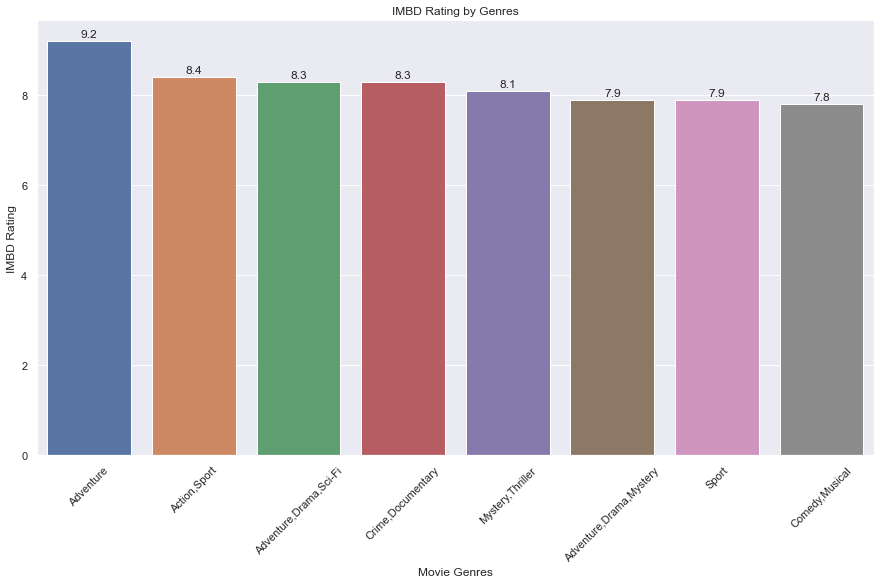 IMBD Rating by Genres
9.2
8.4
8.3
8.3
8.1
7.9
7.9
7.8
8
6
4
2
0
IMBD Rating
Adventure
Action,Sport
Adventure,Drama,Sci-Fi
Crime,Documentary
Mystery,Thriller
Adventure,Drama,Mystery
Sport
Comedy,Musical
Movie Genres